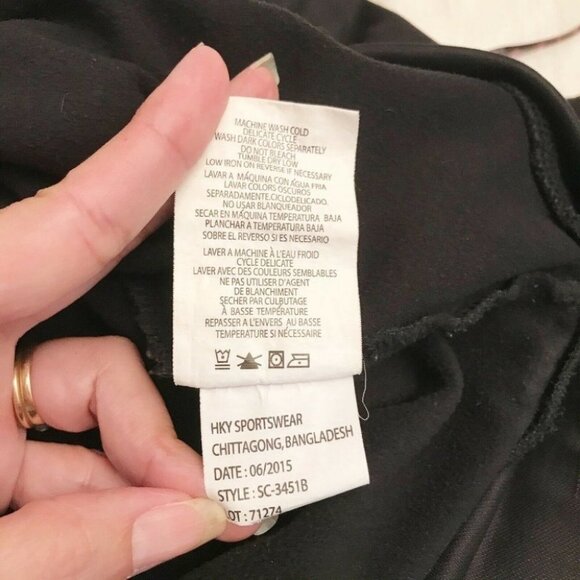 MACHINE WASH COLD
DELICATE CYCLE
WASH DARK COLORS SEPARATELY
DO NOT BLEACH
TUMBLE DRY LOW
LOW IRON ON REVERSE IF NECESSARY
LAVAR A MÁQUINA CON AGUA FRIA
LAVAR COLORS OSCUROS
SEPARADAMENTE,CICLODELICADO.
NO USAR BLANQUEADOR
SECAR EN MAQUINA TEMPERATURA BAJA
PLANCHAR À TEMPERATURA BAJA
SOBRE EL REVERSO SI ES NECESARIO
LAVER A MACHINE À L'EAU FROID
CYCLE DELICATE
LAVER AVEC DES COULEURS SEMBLABLES
NE PAS UTILISER D'AGENT
DE BLANCHIMENT
SECHER PAR CULBUTAGE
À BASSE TEMPÉRATURE
REPASSER A L'ENVERS AU BASSE
TEMPERATURE SI NÉCESSAIRE
HKY SPORTSWEAR
CHITTAGONG,BANGLADESH
DATE : 06/2015
STYLE : SC-3451B
LOT : 71274